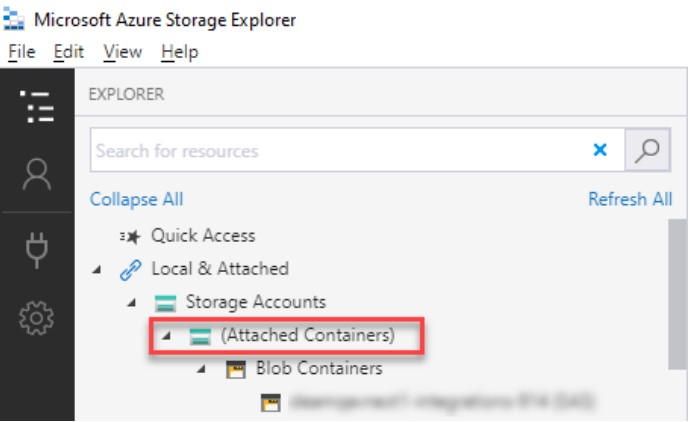 Microsoft Azure Storage Explorer
File Edit View Help
EXPLORER
Search for resources
Collapse All Refresh All
Quick Access
Local & Attached
Storage Accounts
(Attached Containers)
Blob Containers